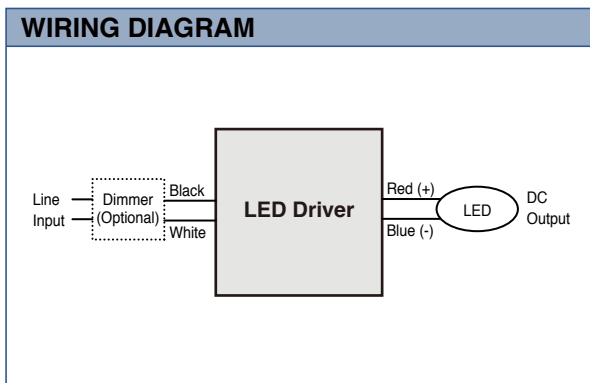 WIRING DIAGRAM
Line
Input
Dimmer
(Optional)
Black
White
LED Driver
Red (+)
Blue (-)
LED
DC
Output